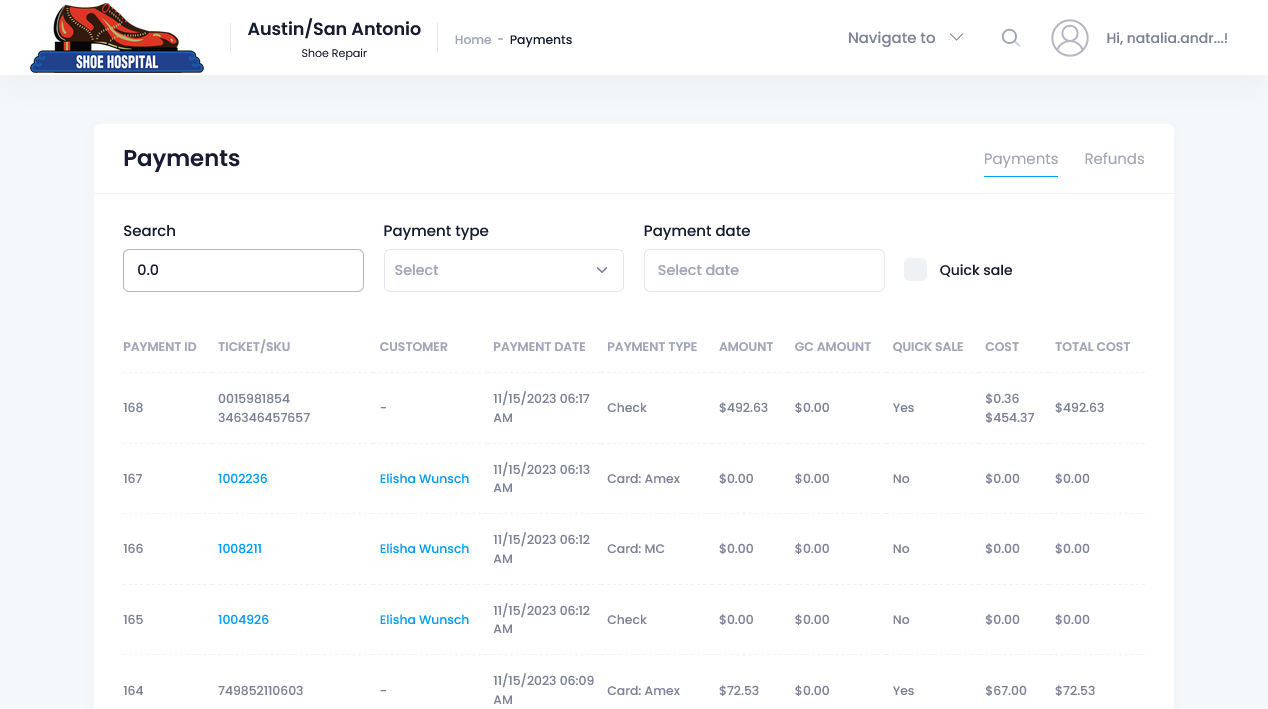 SHOE HOSPITAL
Austin/San Antonio
Shoe Repair
Home - Payments
Navigate to
Hi, natalia.andr...!
Payments
Payments Refunds
Search Payment type Payment date
0.0 Select Select date Quick sale
PAYMENT ID TICKET/SKU CUSTOMER PAYMENT DATE PAYMENT TYPE AMOUNT GC AMOUNT QUICK SALE COST TOTAL COST
168 0015981854 346346457657 - 11/15/2023 06:17 AM Check $492.63 $0.00 Yes $0.36 $454.37 $492.63
167 1002236 Elisha Wunsch 11/15/2023 06:13 AM Card: Amex $0.00 $0.00 No $0.00 $0.00
166 1008211 Elisha Wunsch 11/15/2023 06:12 AM Card: MC $0.00 $0.00 No $0.00 $0.00
165 1004926 Elisha Wunsch 11/15/2023 06:12 AM Check $0.00 $0.00 No $0.00 $0.00
164 749852110603 - 11/15/2023 06:09 AM Card: Amex $72.53 $0.00 Yes $67.00 $72.53